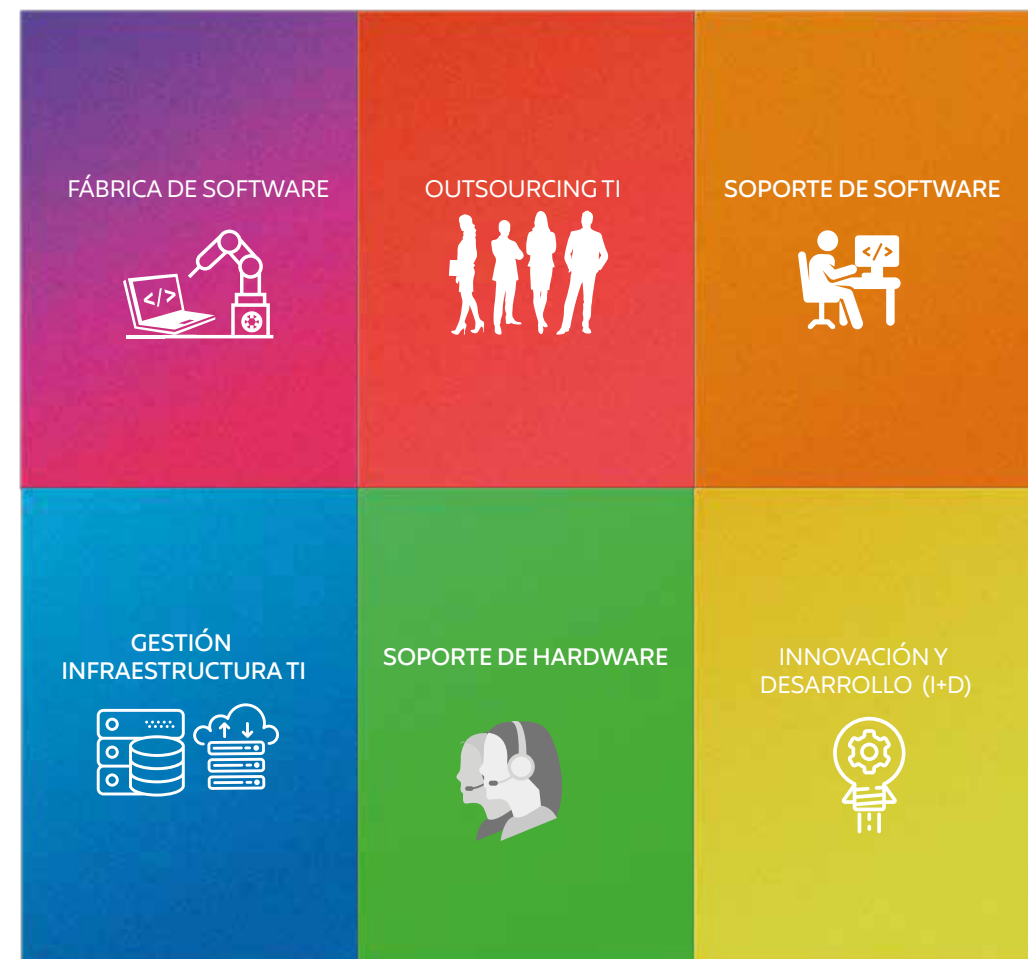 FÁBRICA DE SOFTWARE
</>
OUTSOURCING TI
SOPORTE DE SOFTWARE
</>
GESTIÓN
INFRAESTRUCTURA TI
SOPORTE DE HARDWARE
INNOVACIÓN Y
DESARROLLO (I+D)